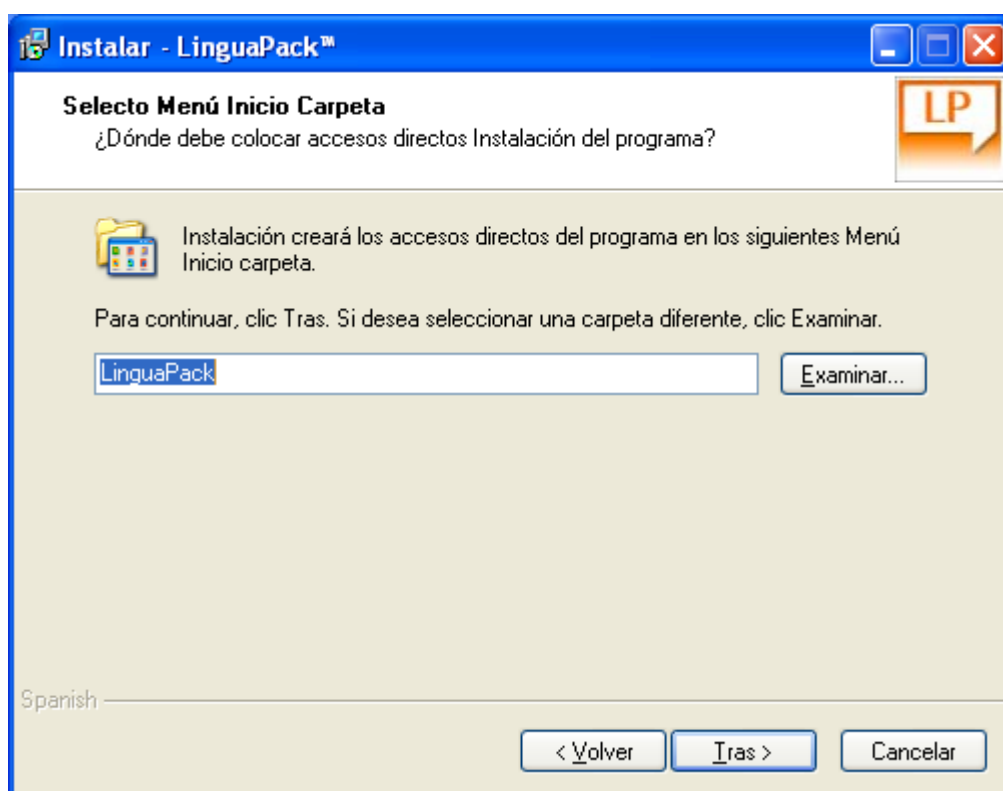 Instalar - LinguaPack™
Selecto Menú Inicio Carpeta
¿Dónde debe colocar accesos directos Instalación del programa?
LP
Instalación creará los accesos directos del programa en los siguientes Menú
Inicio carpeta.
Para continuar, clic Tras. Si desea seleccionar una carpeta diferente, clic Examinar.
LinguaPack
Examinar...
Spanish
< Volver
Tras >
Cancelar